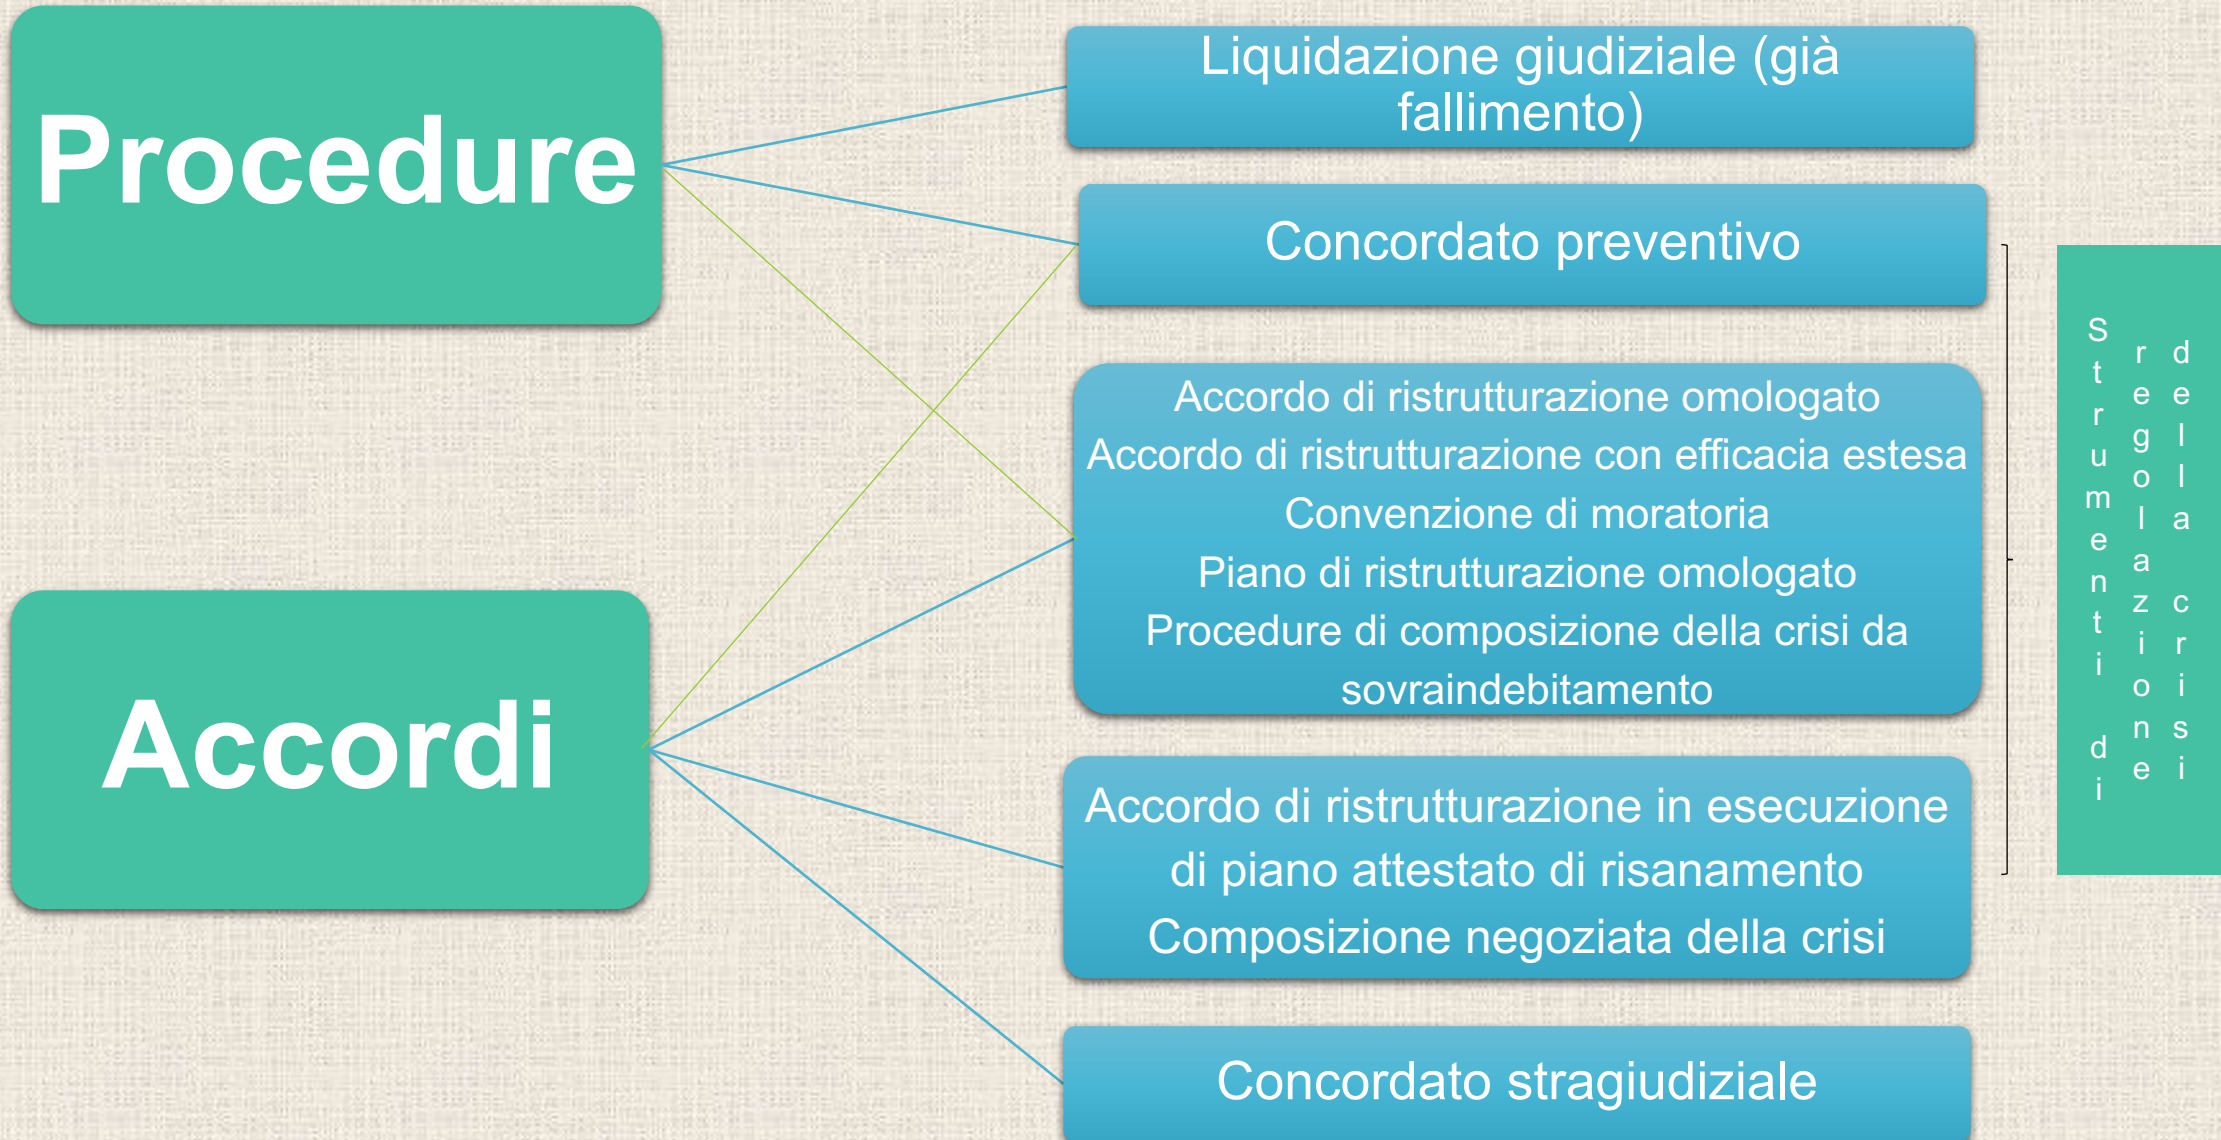 Procedure
Accordi
Liquidazione giudiziale (già
fallimento)
Concordato preventivo
Accordo di ristrutturazione omologato
Accordo di ristrutturazione con efficacia estesa
Convenzione di moratoria
Piano di ristrutturazione omologato
Procedure di composizione della crisi da
sovraindebitamento
Accordo di ristrutturazione in esecuzione
di piano attestato di risanamento
Composizione negoziata della crisi
Concordato stragiudiziale
Strumenti di
regolazione
della crisi